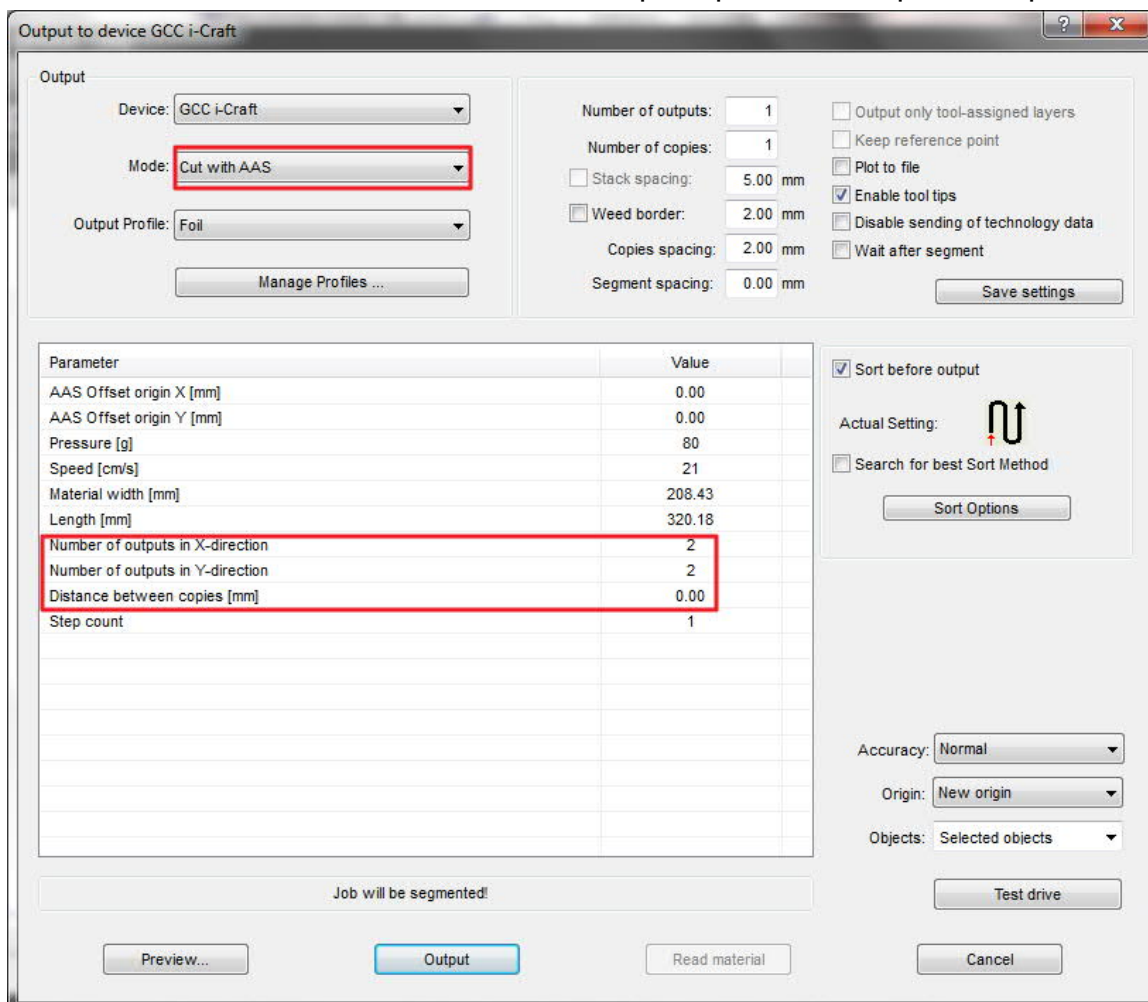 Output to device GCC i-Craft
Output
Device: GCC i-Craft
Mode: Cut with AAS
Output Profile: Foil
Manage Profiles ...
Number of outputs: 1
Number of copies: 1
Stack spacing: 5.00 mm
Weed border: 2.00 mm
Copies spacing: 2.00 mm
Segment spacing: 0.00 mm
Output only tool-assigned layers
Keep reference point
Plot to file
Enable tool tips
Disable sending of technology data
Wait after segment
Save settings
Parameter Value
AAS Offset origin X [mm] 0.00
AAS Offset origin Y [mm] 0.00
Pressure [g] 80
Speed [cm/s] 21
Material width [mm] 208.43
Length [mm] 320.18
Number of outputs in X-direction 2
Number of outputs in Y-direction 2
Distance between copies [mm] 0.00
Step count 1
Sort before output
Actual Setting:
Search for best Sort Method
Sort Options
Accuracy: Normal
Origin: New origin
Objects: Selected objects
Job will be segmented!
Test drive
Preview...
Output
Read material
Cancel